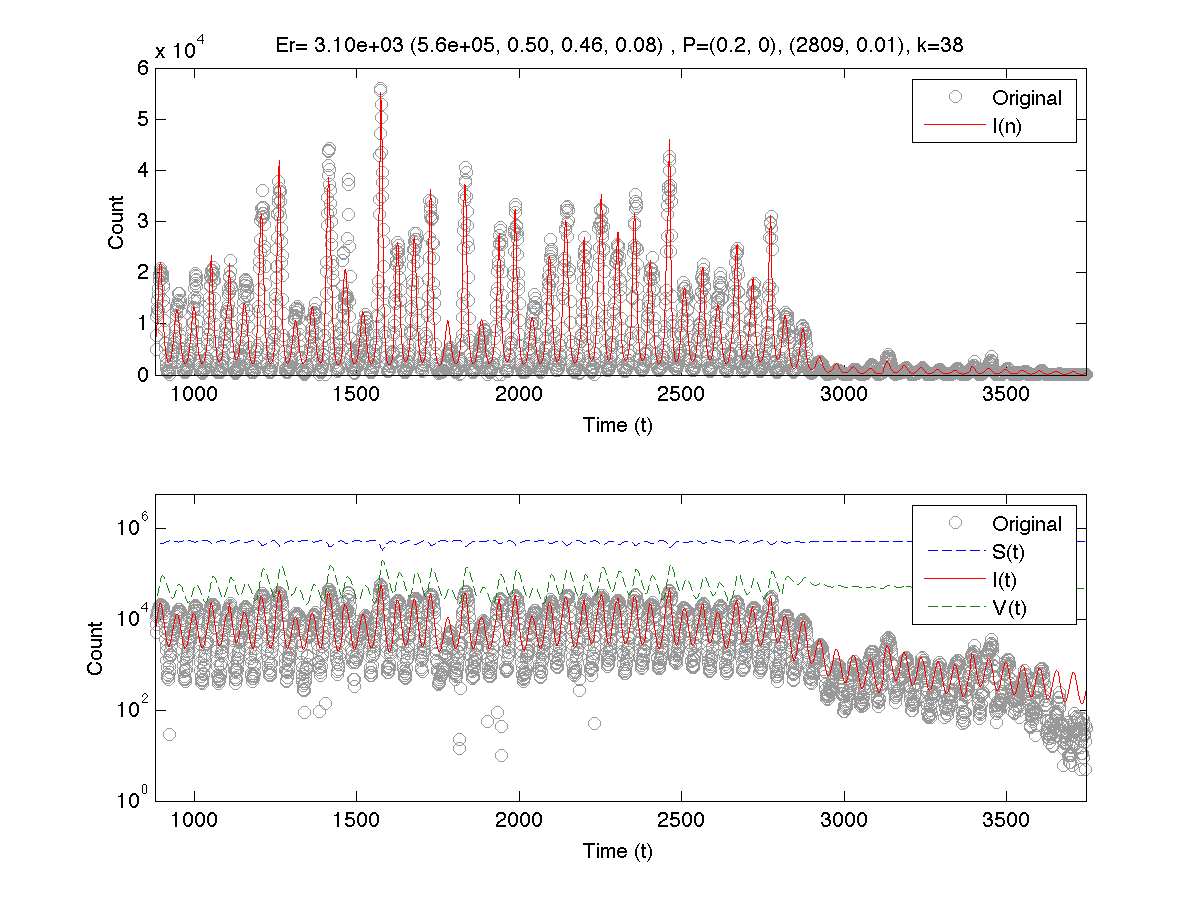 x 10^4
Er= 3.10e+03 (5.6e+05, 0.50, 0.46, 0.08) , P=(0.2, 0), (2809, 0.01), k=38
6
5
4
3
2
1
0
Count
Original
I(n)
1000 1500 2000 2500 3000 3500
Time (t)
10^6
10^4
10^2
10^0
Count
Original
S(t)
I(t)
V(t)
1000 1500 2000 2500 3000 3500
Time (t)